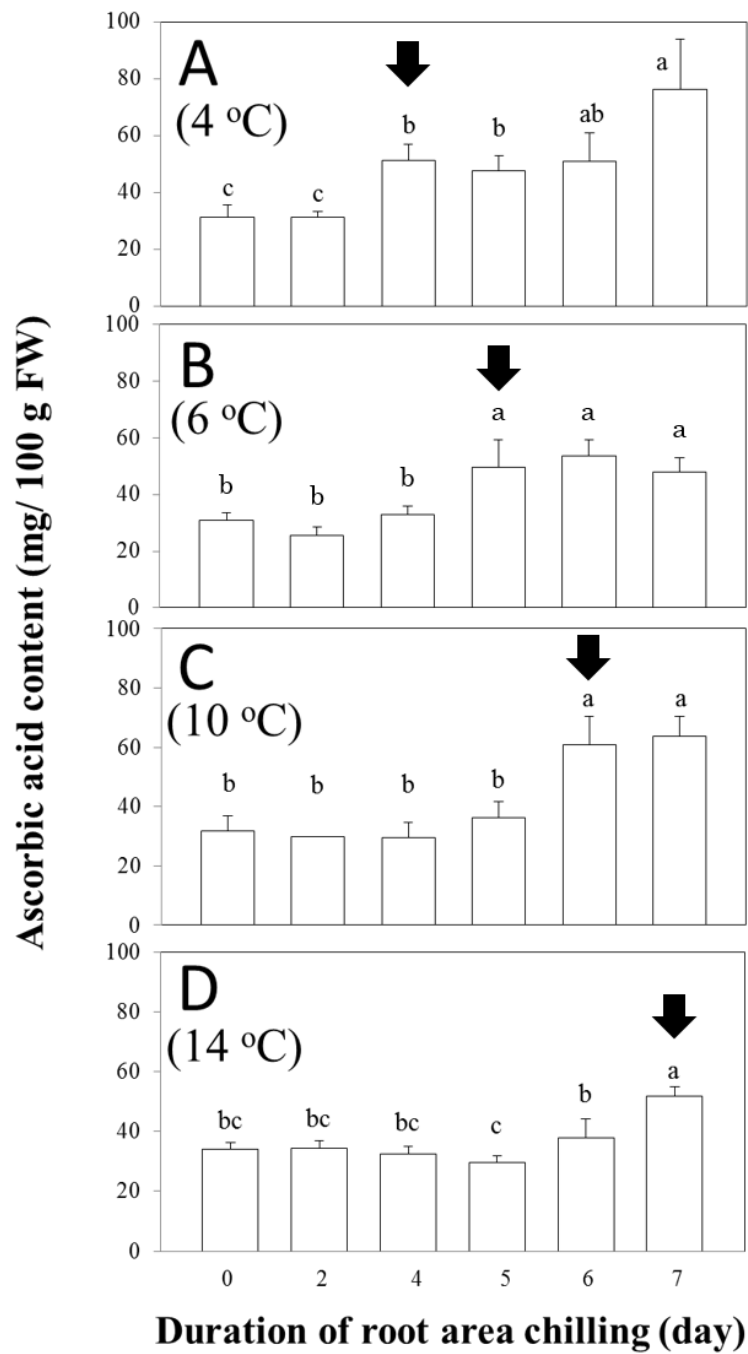 Ascorbic acid content (mg/ 100 g FW)
100
80
60
40
20
0
A
(4 °C)
c
c
b
b
ab
a
100
80
60
40
20
0
B
(6 °C)
b
b
b
a
a
a
100
80
60
40
20
0
C
(10 °C)
b
b
b
b
a
a
100
80
60
40
20
0
D
(14 °C)
bc
bc
bc
c
b
a
0 2 4 5 6 7
Duration of root area chilling (day)